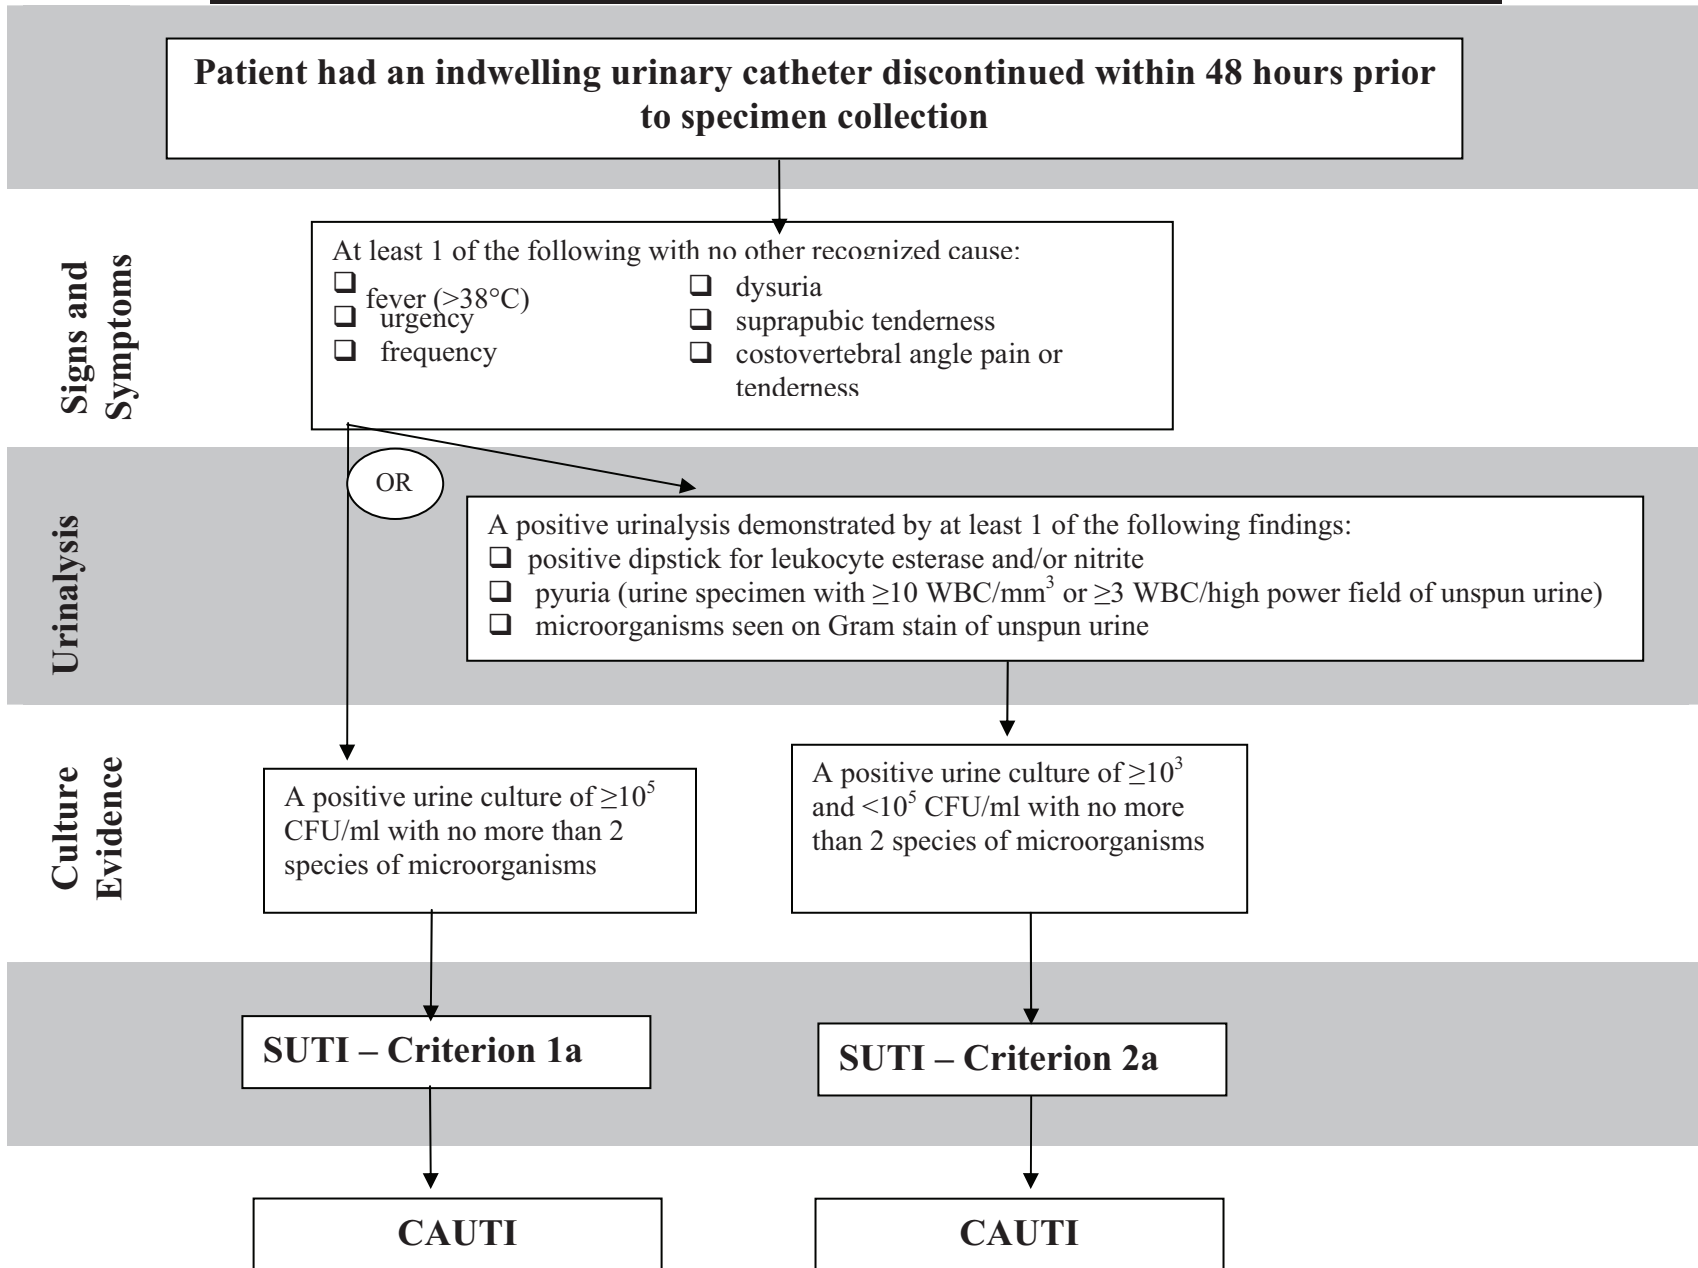 Patient had an indwelling urinary catheter discontinued within 48 hours prior
to specimen collection
Signs and
Symptoms
At least 1 of the following with no other recognized cause:
❑ fever (>38°C)
❑ urgency
❑ frequency
❑ dysuria
❑ suprapubic tenderness
❑ costovertebral angle pain or
tenderness
OR
Urinalysis
A positive urinalysis demonstrated by at least 1 of the following findings:
❑ positive dipstick for leukocyte esterase and/or nitrite
❑ pyuria (urine specimen with ≥10 WBC/mm³ or ≥3 WBC/high power field of unspun urine)
❑ microorganisms seen on Gram stain of unspun urine
Culture
Evidence
A positive urine culture of ≥10⁵
CFU/ml with no more than 2
species of microorganisms
A positive urine culture of ≥10³
and <10⁵ CFU/ml with no more
than 2 species of microorganisms
SUTI – Criterion 1a
SUTI – Criterion 2a
CAUTI
CAUTI